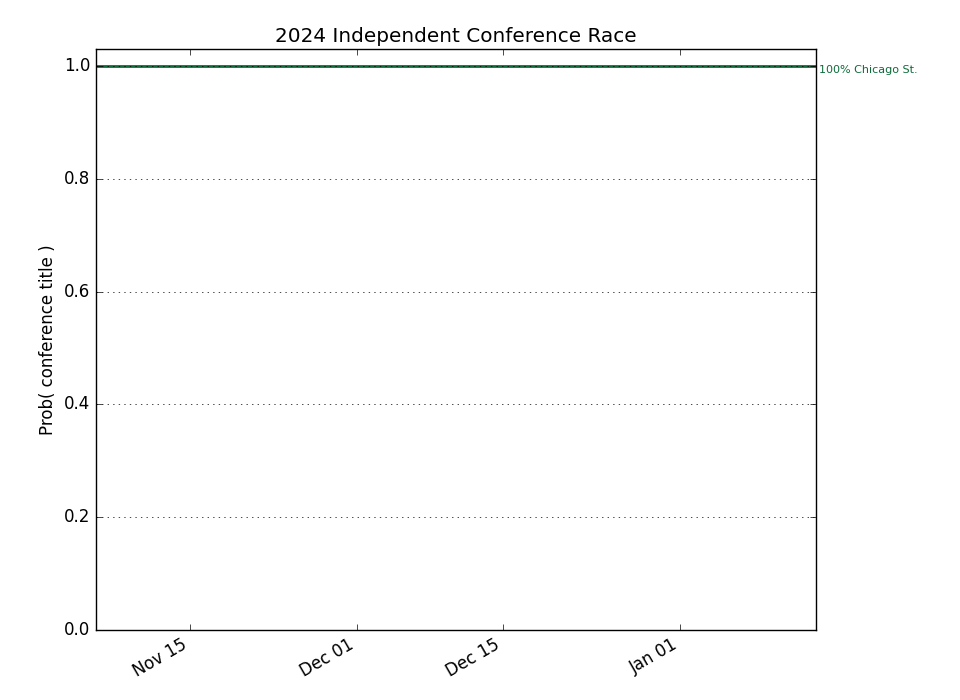 2024 Independent Conference Race
1.0
100% Chicago St.
0.8
0.6
Prob( conference title )
0.4
0.2
0.0
Nov 15
Dec 01
Dec 15
Jan 01